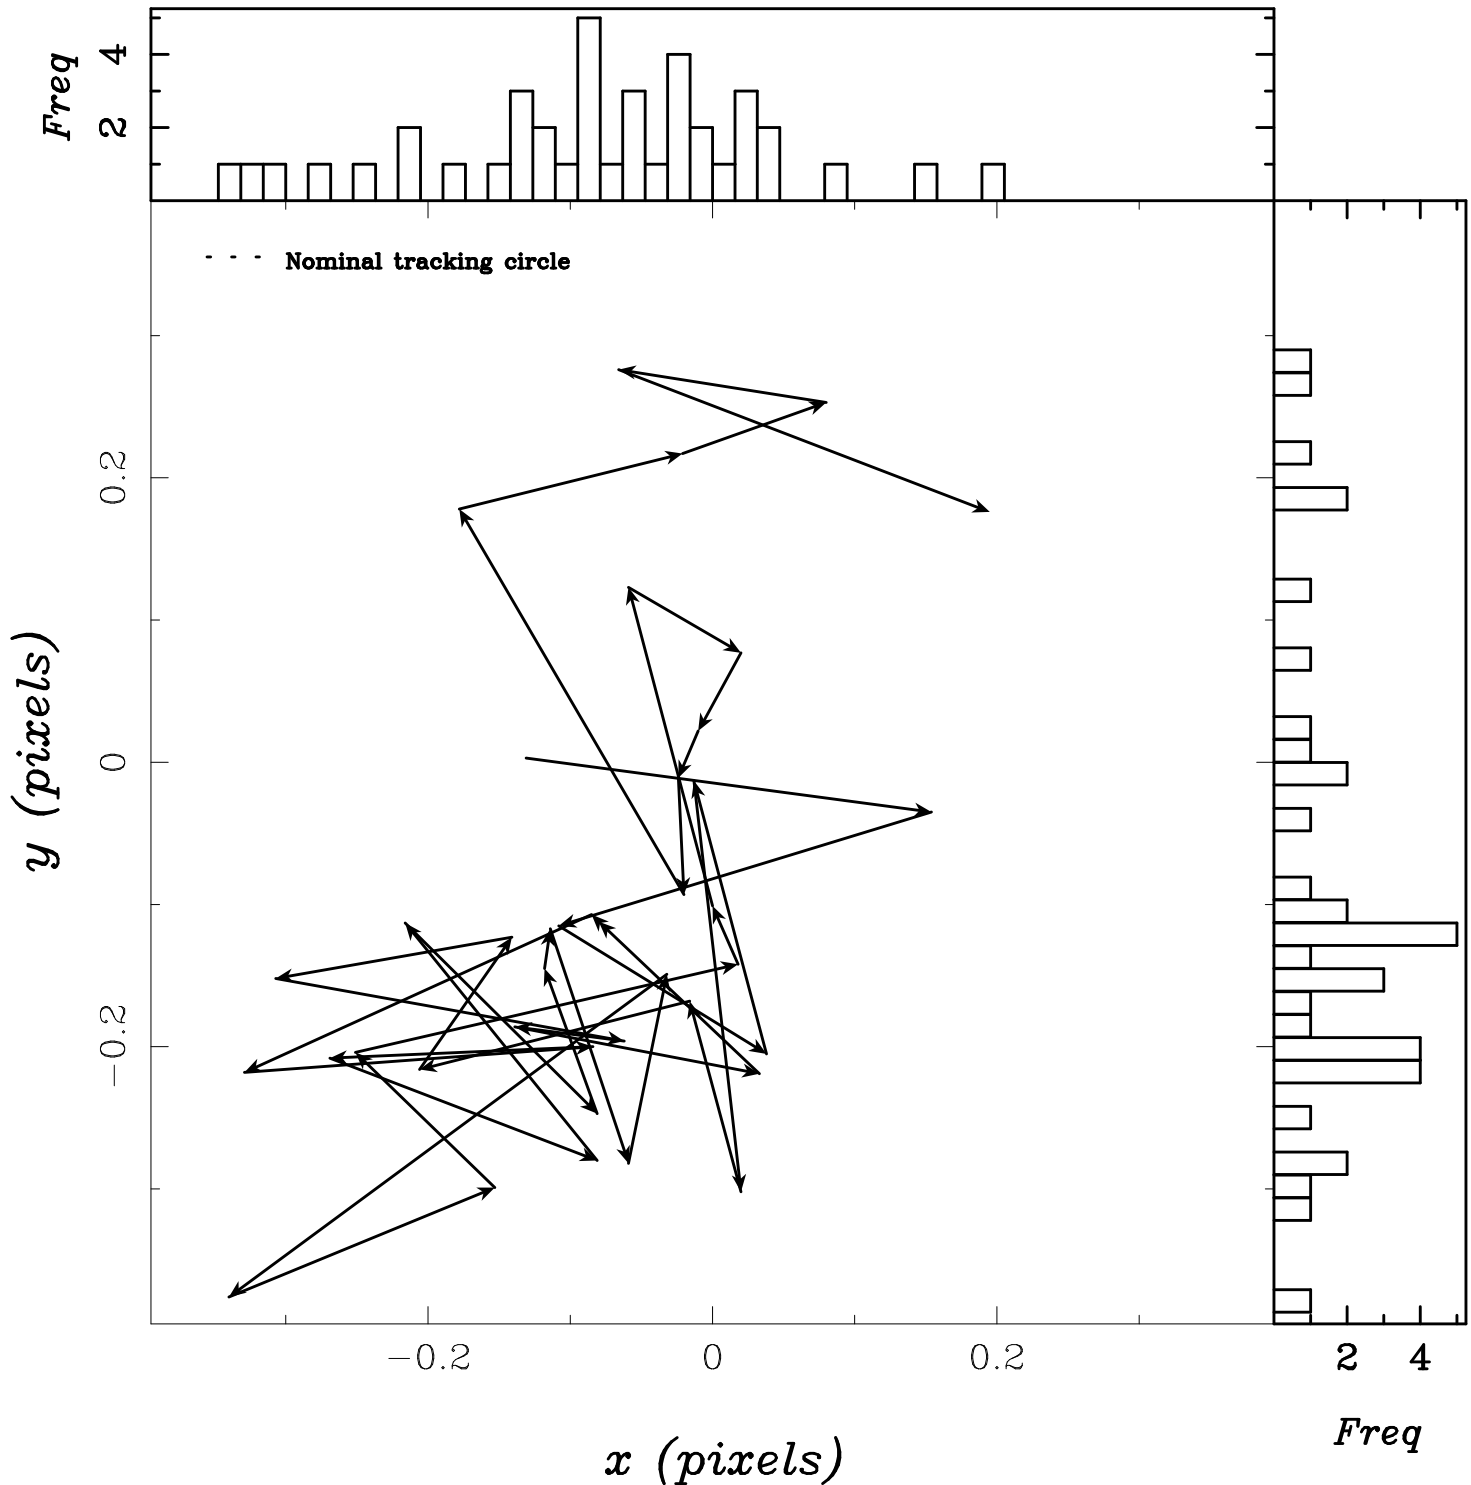 Freq
4
2
- - - Nominal tracking circle
0.2
0
−0.2
y (pixels)
−0.2 0 0.2
x (pixels)
2 4
Freq